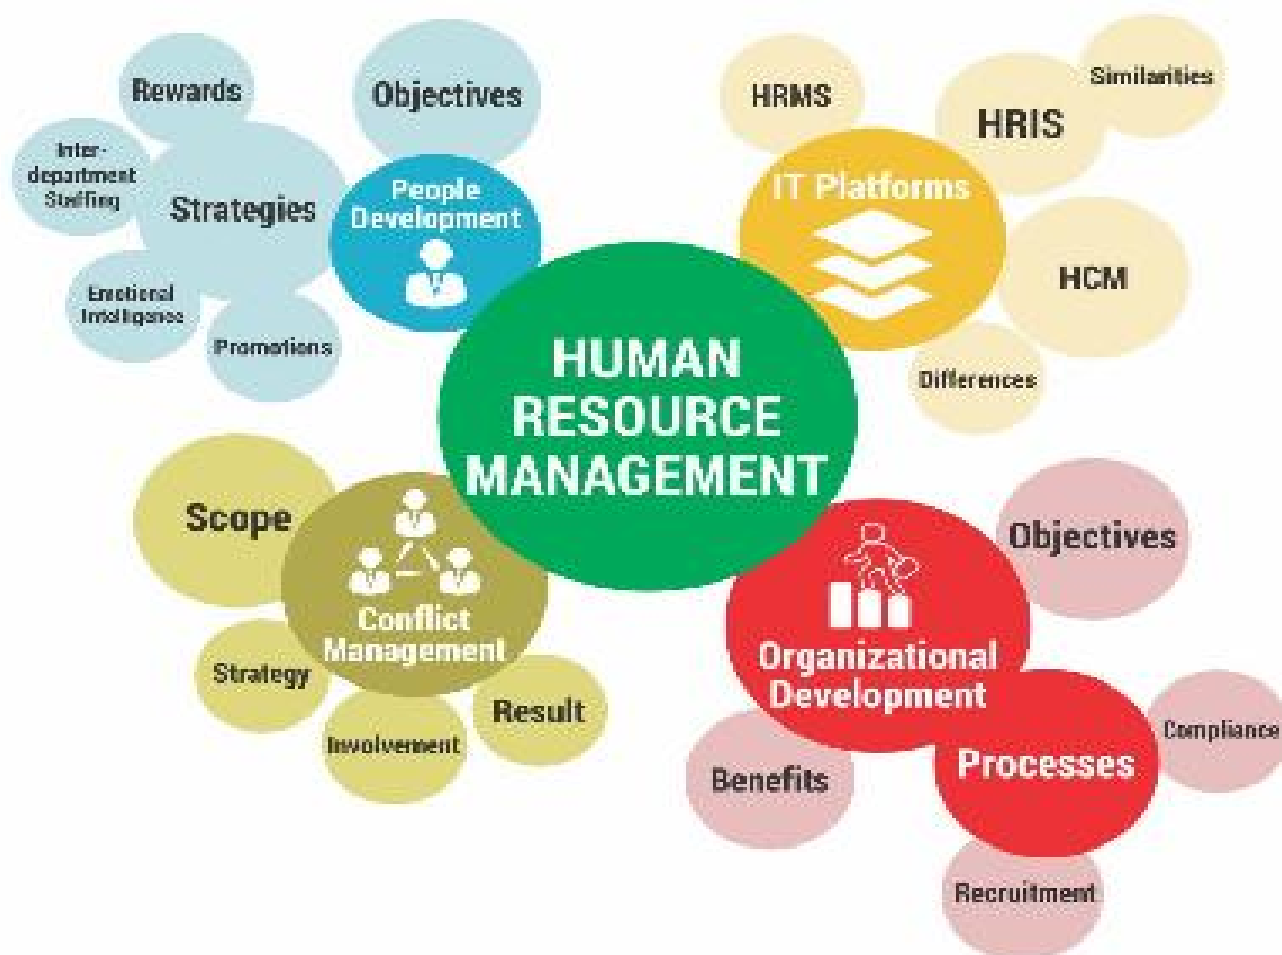 Rewards
Objectives
Inter-
department
Staffing
Strategies
People
Development
Emotional
Intelligence
Promotions
HRMS
HRIS
Similarities
IT Platforms
HCM
Differences
HUMAN
RESOURCE
MANAGEMENT
Scope
Conflict
Management
Strategy
Involvement
Result
Objectives
Organizational
Development
Benefits
Processes
Compliance
Recruitment